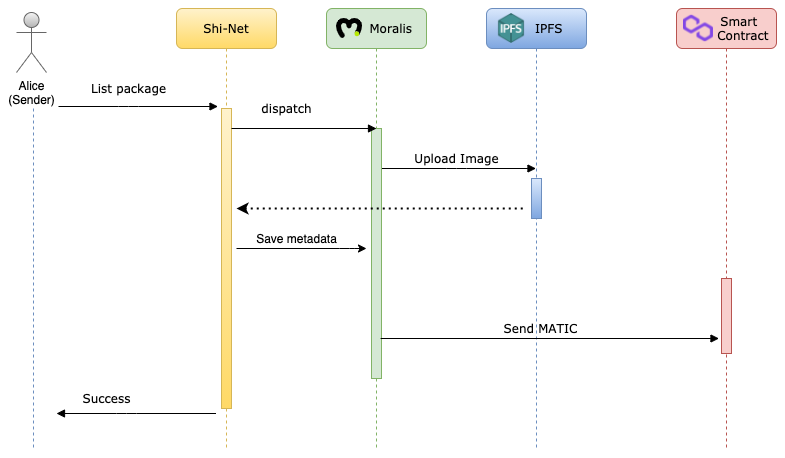 Shi-Net
Moralis
IPFS
IPFS
Smart
Contract
Alice
(Sender)
List package
dispatch
Upload Image
Save metadata
Send MATIC
Success